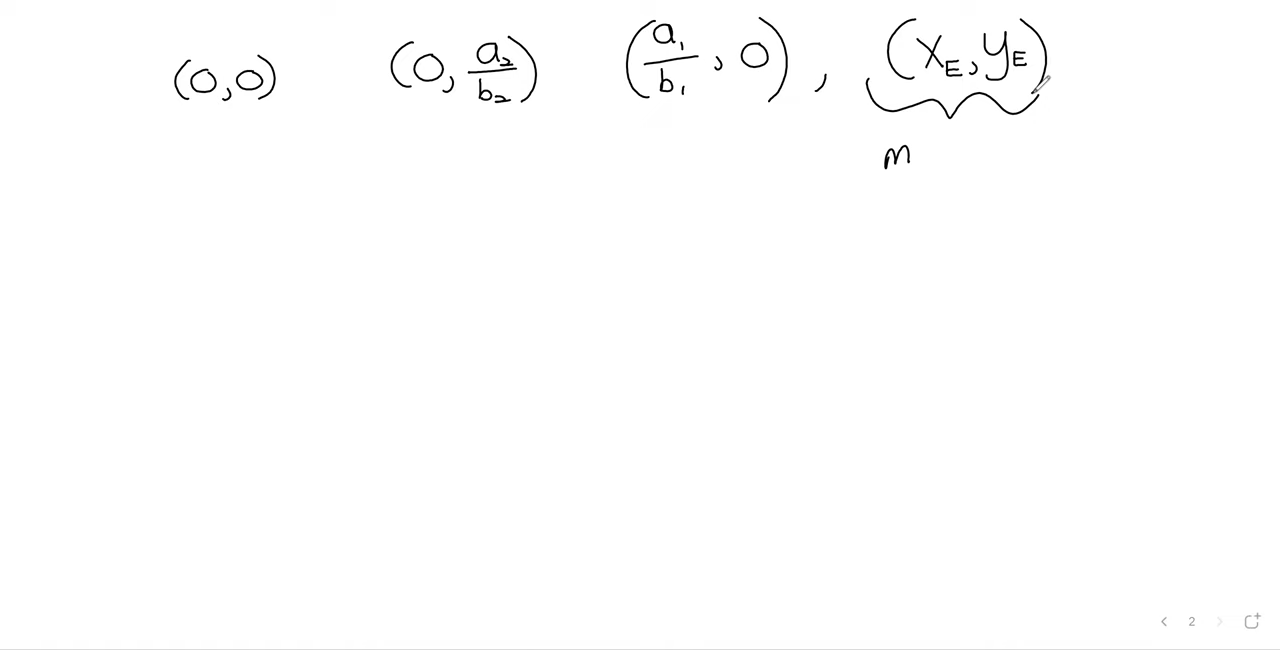 (0,0) (0, a₂/b₂) (a₁/b₁, 0), (x_E, y_E)
m
< 2 >